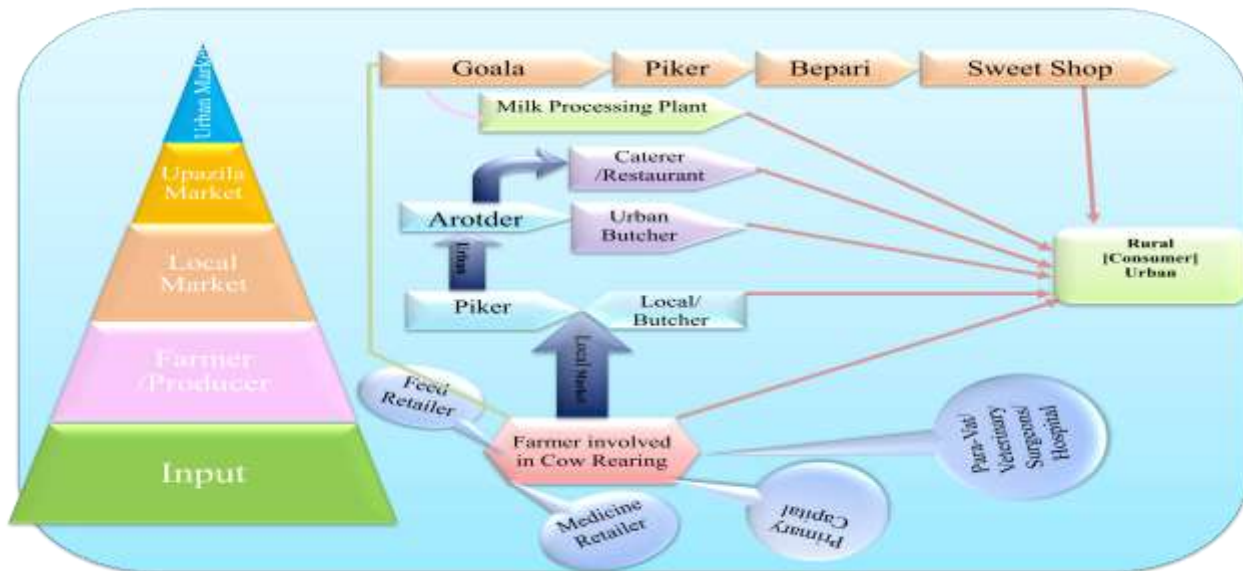 Urban Market
Upazila
Market
Local
Market
Farmer
/Producer
Input
Goala
Piker
Bepari
Sweet Shop
Milk Processing Plant
Caterer
/Restaurant
Arotder
Urban
Butcher
Urban
Rural
[Consumer]
Urban
Piker
Local/
Butcher
Local Market
Feed
Retailer
Farmer involved
in Cow Rearing
Para-Vat/
Veterinary
Surgeons/
Hospital
Medicine
Retailer
Primary
Capital